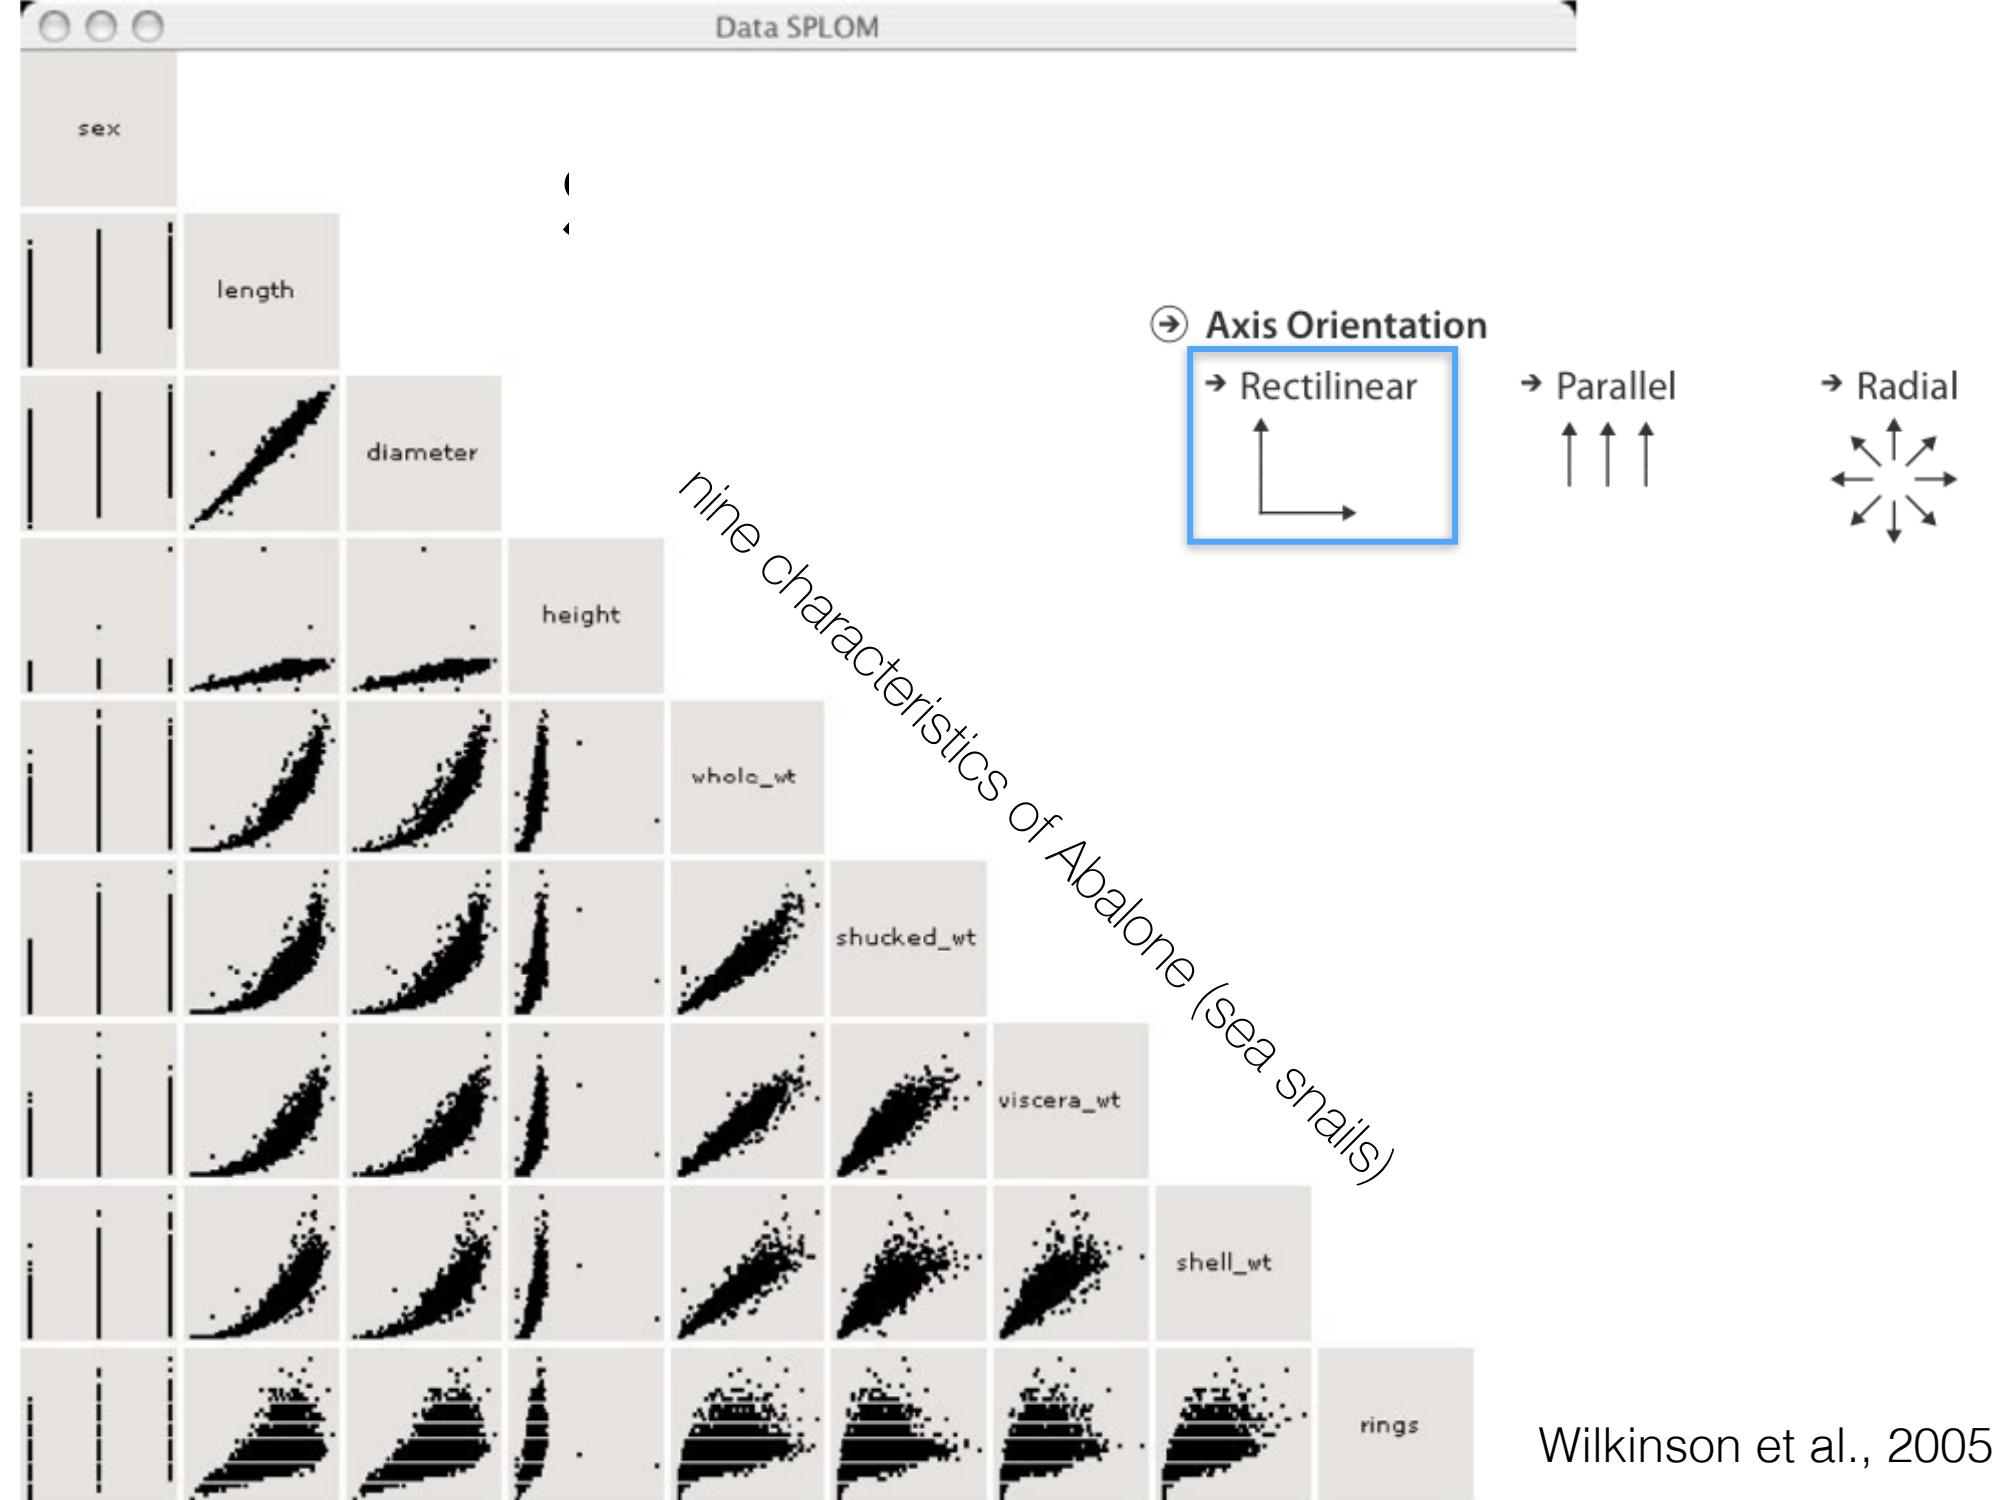 Data SPLOM
sex
length
Axis Orientation
Rectilinear
Parallel
Radial
diameter
nine characteristics of Abalone (sea snails)
height
whole_wt
shucked_wt
viscera_wt
shell_wt
rings
Wilkinson et al., 2005